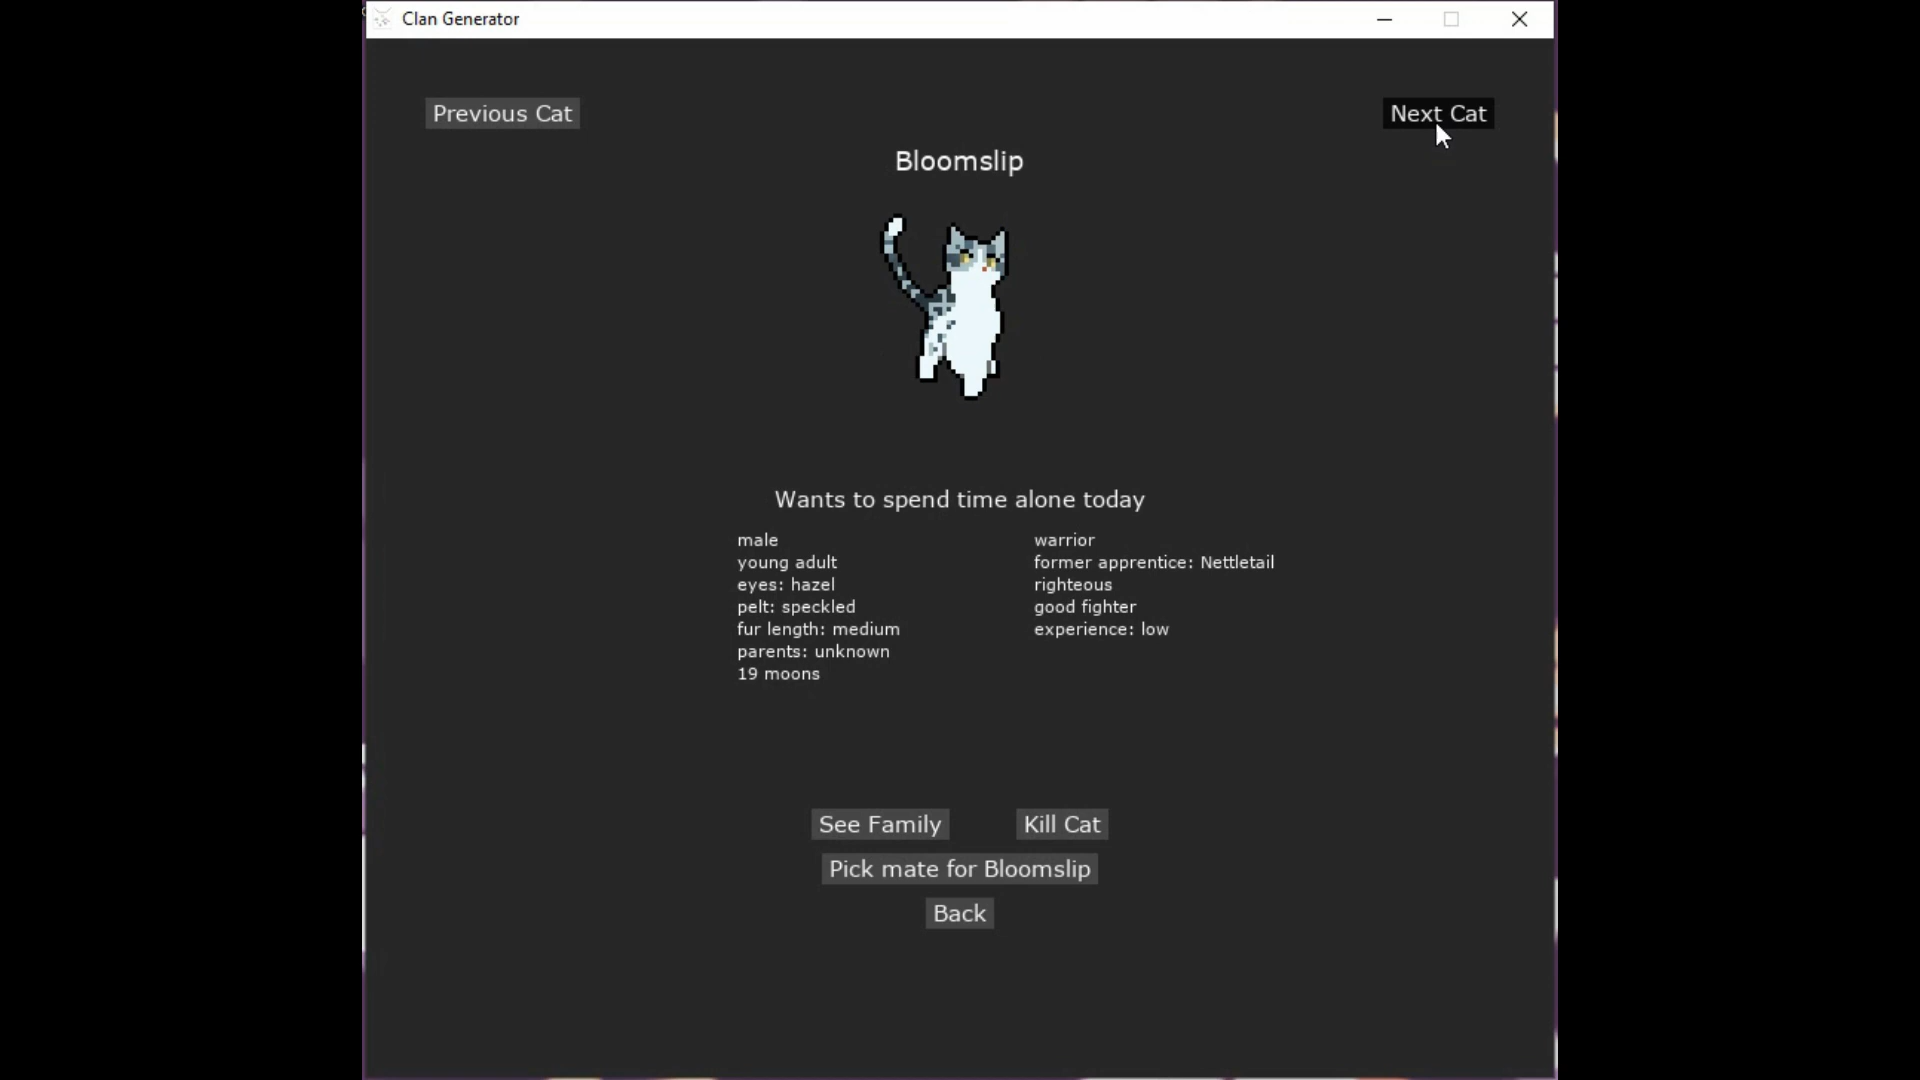 Clan Generator
Previous Cat
Next Cat
Bloomslip
Wants to spend time alone today
male
young adult
eyes: hazel
pelt: speckled
fur length: medium
parents: unknown
19 moons
warrior
former apprentice: Nettletail
righteous
good fighter
experience: low
See Family
Kill Cat
Pick mate for Bloomslip
Back